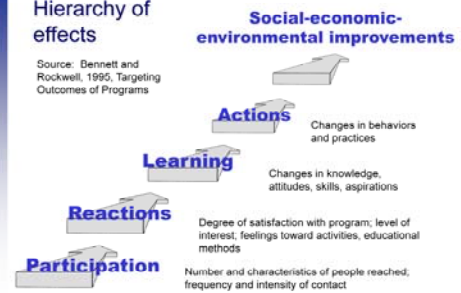 Hierarchy of
effects
Social-economic-
environmental improvements
Source: Bennett and
Rockwell, 1995, Targeting
Outcomes of Programs
Actions
Changes in behaviors
and practices
Learning
Changes in knowledge,
attitudes, skills, aspirations
Reactions
Degree of satisfaction with program; level of
interest; feelings toward activities, educational
methods
Participation
Number and characteristics of people reached;
frequency and intensity of contact